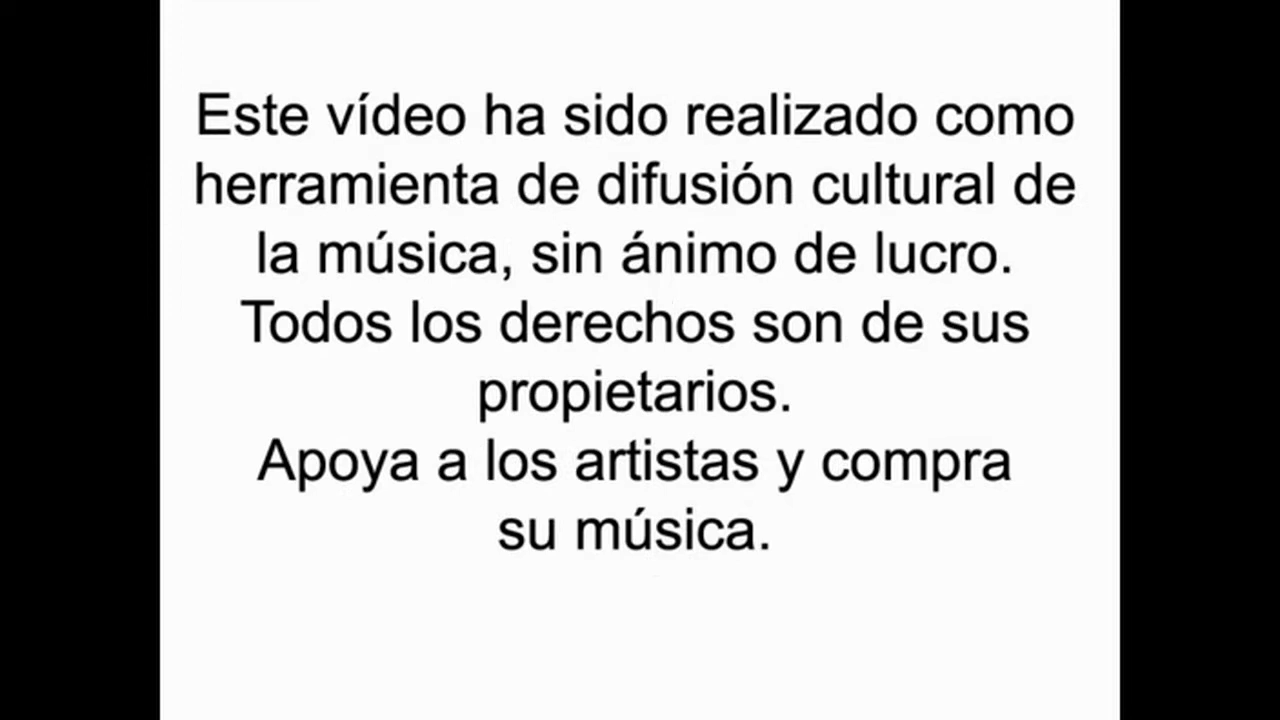 Este vídeo ha sido realizado como
herramienta de difusión cultural de
la música, sin ánimo de lucro.
Todos los derechos son de sus
propietarios.
Apoya a los artistas y compra
su música.